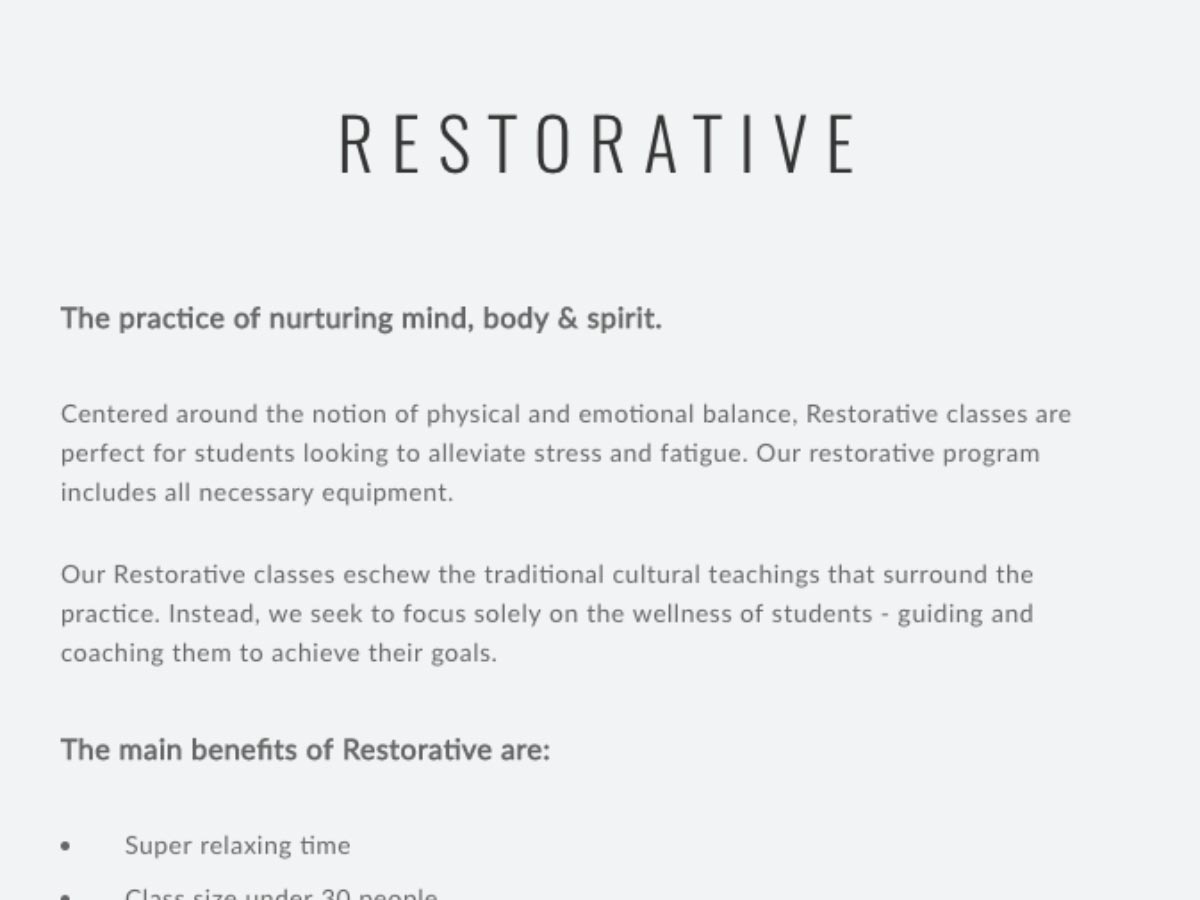 RESTORATIVE
The practice of nurturing mind, body & spirit.
Centered around the notion of physical and emotional balance, Restorative classes are
perfect for students looking to alleviate stress and fatigue. Our restorative program
includes all necessary equipment.
Our Restorative classes eschew the traditional cultural teachings that surround the
practice. Instead, we seek to focus solely on the wellness of students - guiding and
coaching them to achieve their goals.
The main benefits of Restorative are:
• Super relaxing time
• Class size under 30 people